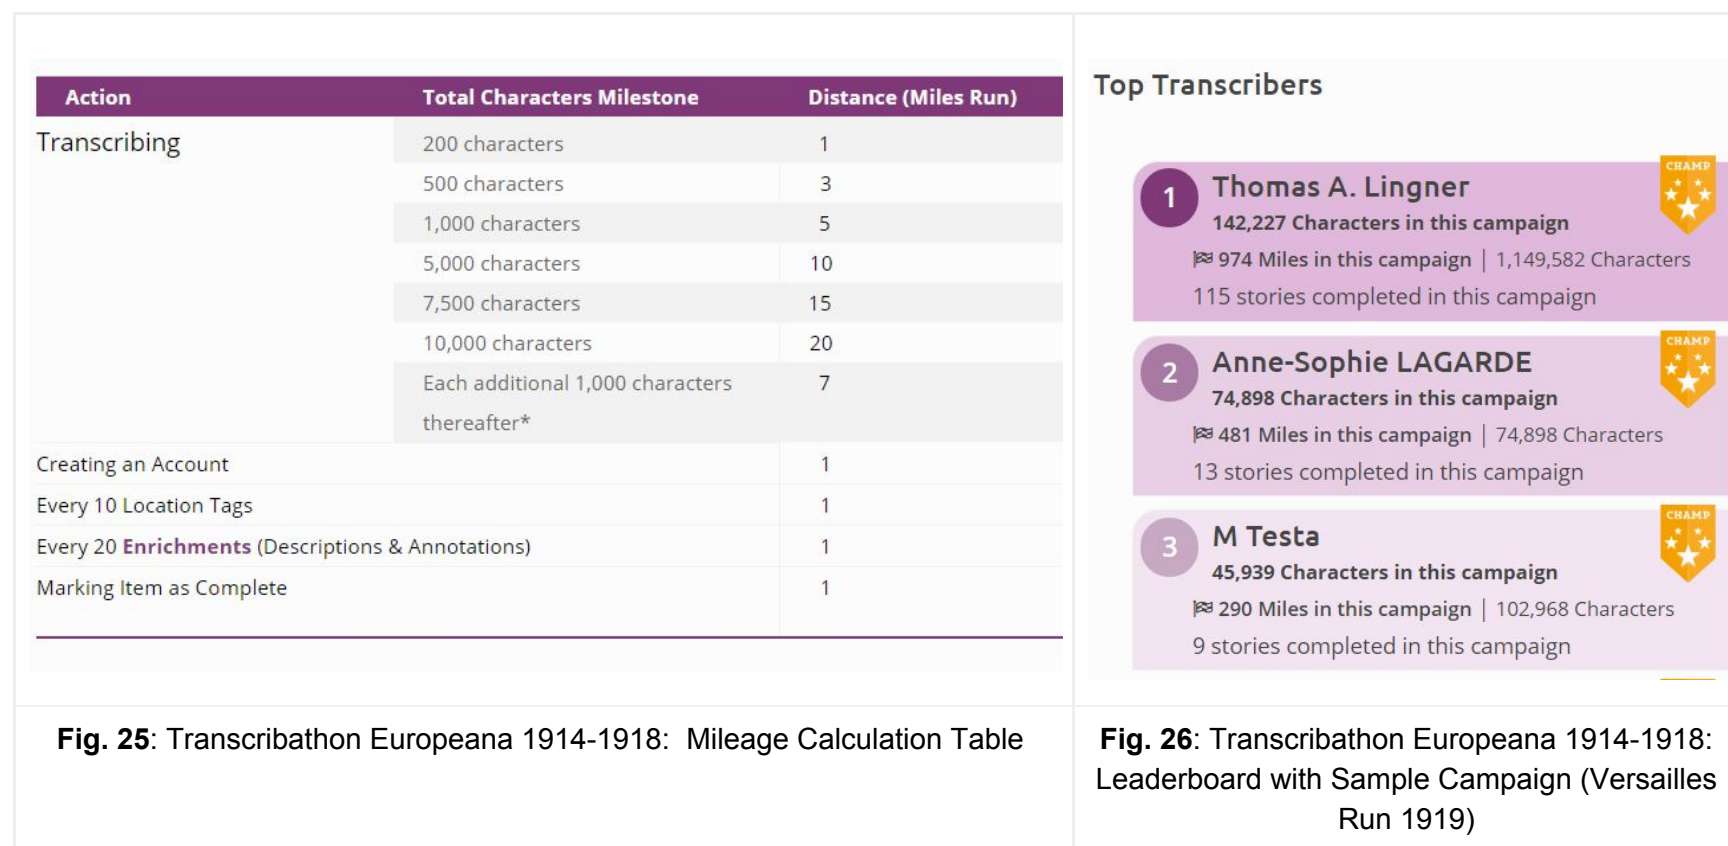 Action Total Characters Milestone Distance (Miles Run)
Transcribing 200 characters 1
500 characters 3
1,000 characters 5
5,000 characters 10
7,500 characters 15
10,000 characters 20
Each additional 1,000 characters 7
thereafter*
Creating an Account 1
Every 10 Location Tags 1
Every 20 Enrichments (Descriptions & Annotations) 1
Marking Item as Complete 1
Fig. 25: Transcribathon Europeana 1914-1918: Mileage Calculation Table
Top Transcribers
CHAMP
1 Thomas A. Lingner
142,227 Characters in this campaign
974 Miles in this campaign | 1,149,582 Characters
115 stories completed in this campaign
CHAMP
2 Anne-Sophie LAGARDE
74,898 Characters in this campaign
481 Miles in this campaign | 74,898 Characters
13 stories completed in this campaign
CHAMP
3 M Testa
45,939 Characters in this campaign
290 Miles in this campaign | 102,968 Characters
9 stories completed in this campaign
Fig. 26: Transcribathon Europeana 1914-1918:
Leaderboard with Sample Campaign (Versailles
Run 1919)